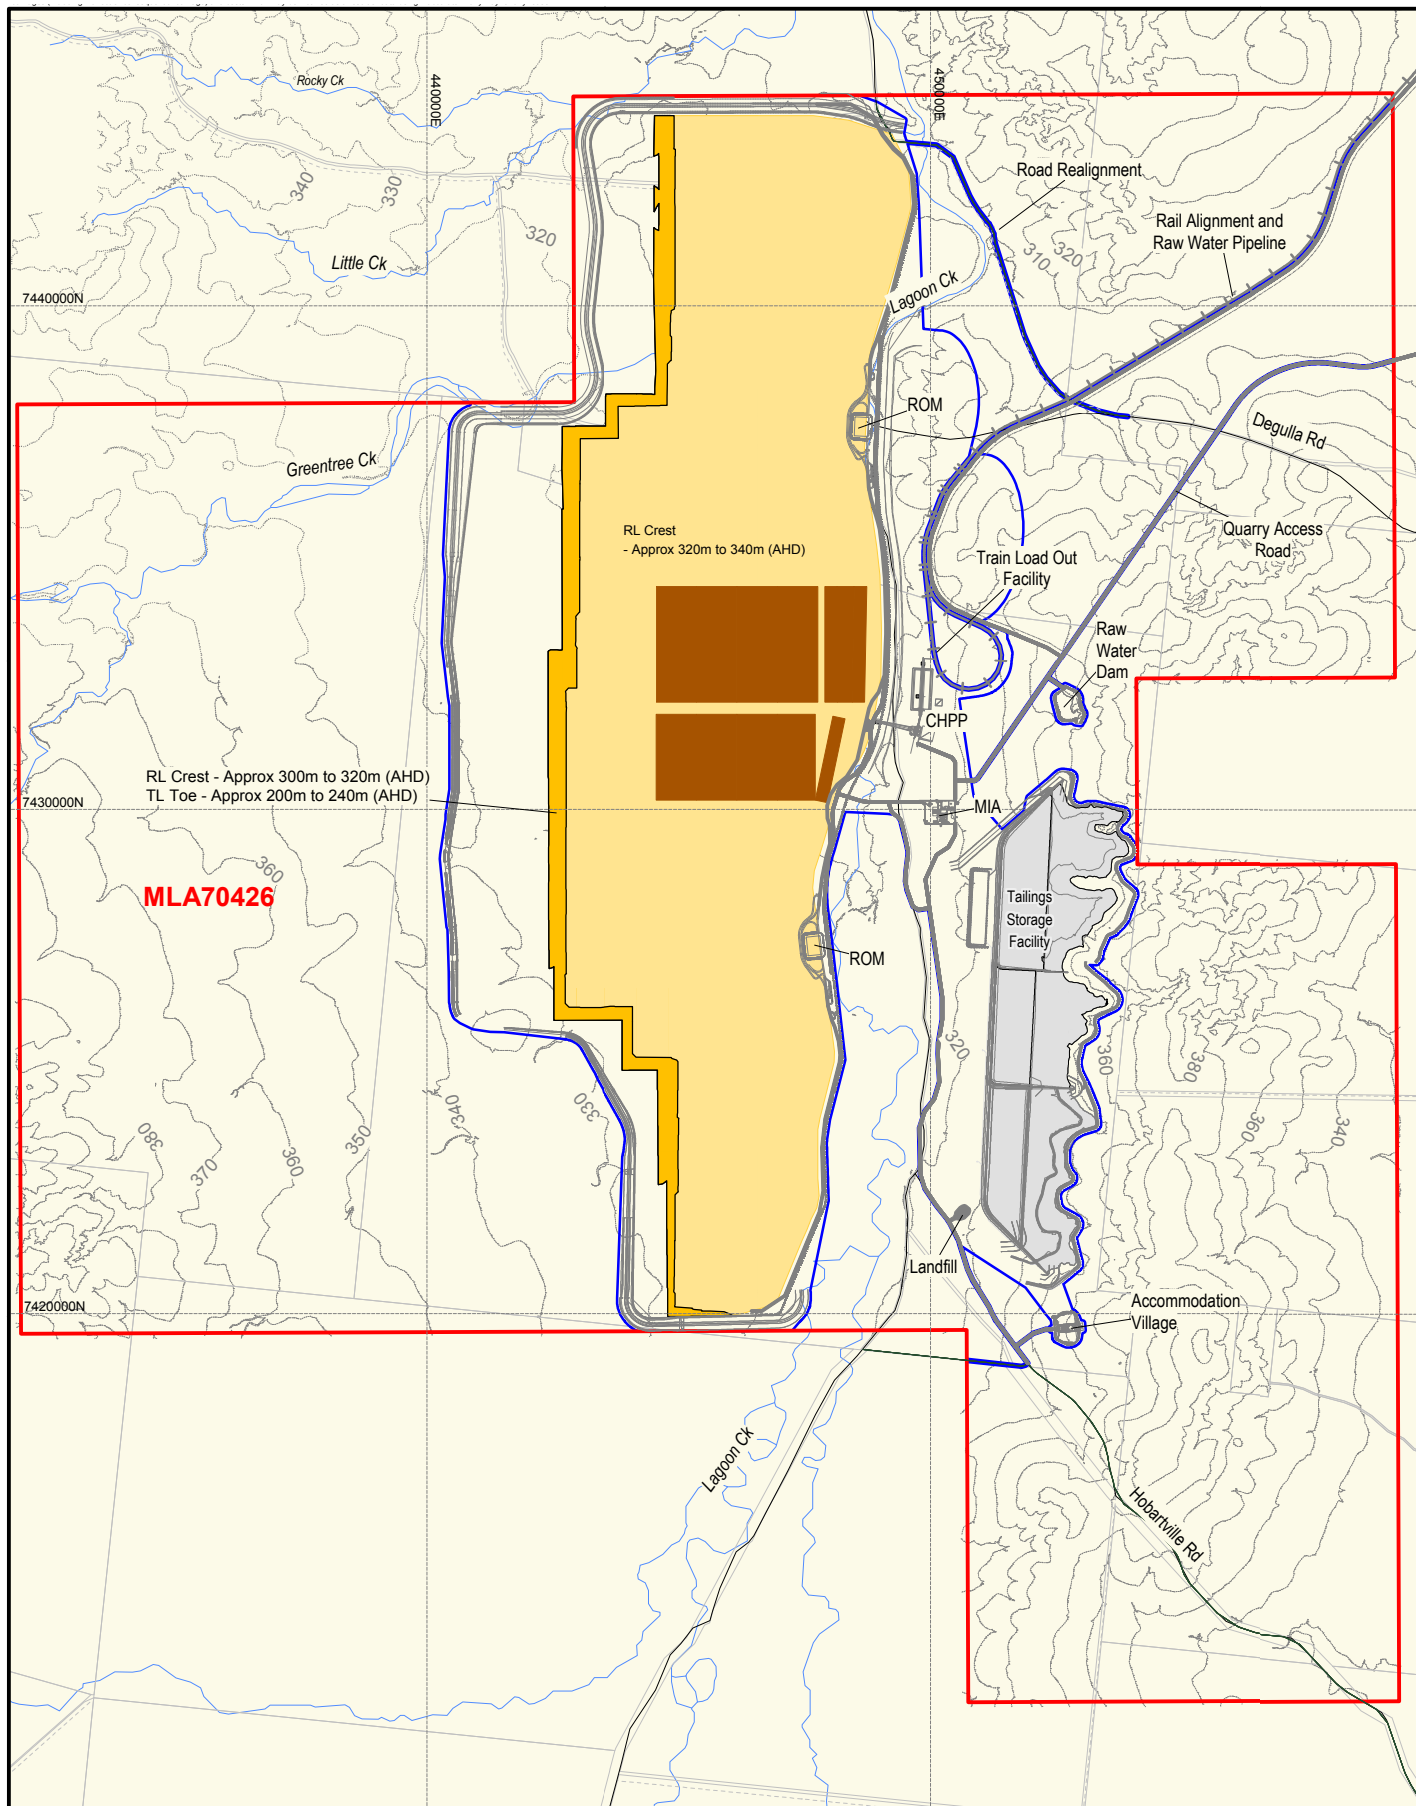 Rocky Ck
440000E
450000E
340
330
320
Road Realignment
Rail Alignment and
Raw Water Pipeline
310
320
Little Ck
Lagoon Ck
7440000N
ROM
Degulla Rd
Greentree Ck
Quarry Access
Road
RL Crest
- Approx 320m to 340m (AHD)
Train Load Out
Facility
Raw
Water
Dam
CHPP
RL Crest - Approx 300m to 320m (AHD)
TL Toe - Approx 200m to 240m (AHD)
7430000N
MIA
360
MLA70426
Tailings
Storage
Facility
ROM
320
360
380
340
330
380
370
360
350
360
340
Landfill
7420000N
Accommodation
Village
Lagoon Ck
Hobartville Rd